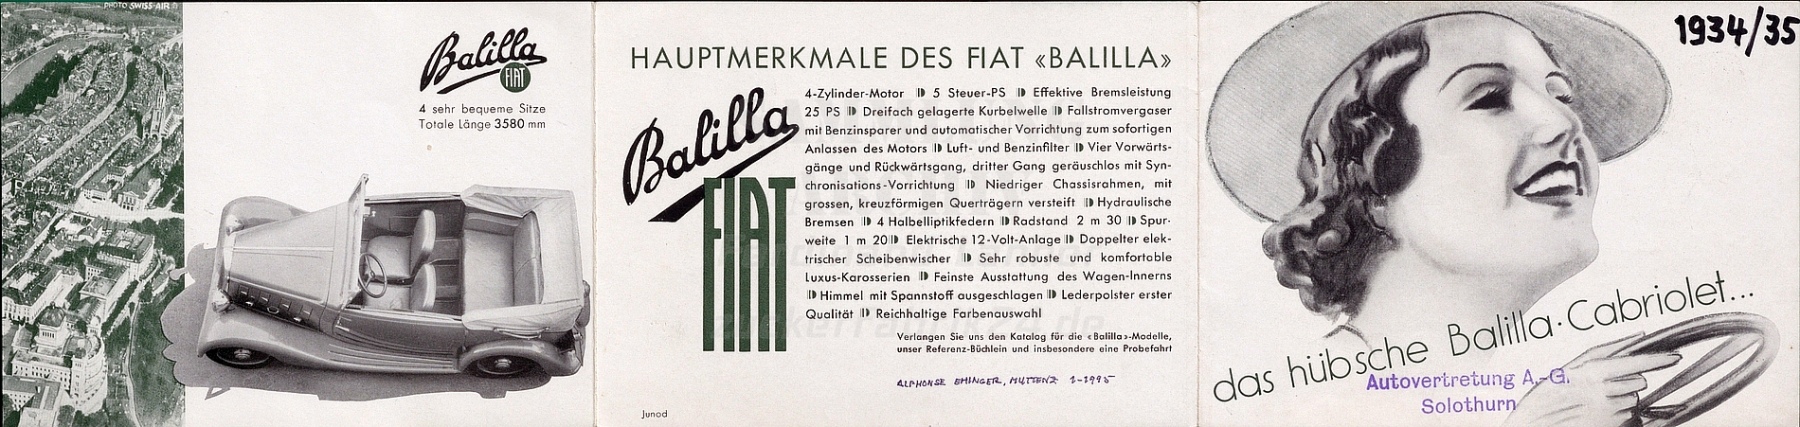 PHOTO SWISS-AIR
Balilla
FIAT
4 sehr bequeme Sitze
Totale Länge 3580 mm
HAUPTMERKMALE DES FIAT «BALILLA»
Balilla
FIAT
4-Zylinder-Motor 5 Steuer-PS Effektive Bremsleistung
25 PS Dreifach gelagerte Kurbelwelle Fallstromvergaser
mit Benzinsparer und automatischer Vorrichtung zum sofortigen
Anlassen des Motors Luft- und Benzinfilter Vier Vorwärts-
gänge und Rückwärtsgang, dritter Gang geräuschlos mit Syn-
chronisations-Vorrichtung Niedriger Chassisrahmen, mit
grossen, kreuzförmigen Querträgern versteift Hydraulische
Bremsen 4 Halbelliptikfedern Radstand 2 m 30 Spur-
weite 1 m 20 Elektrische 12-Volt-Anlage Doppelter elek-
trischer Scheibenwischer Sehr robuste und komfortable
Luxus-Karosserien Feinste Ausstattung des Wagen-Innerns
Himmel mit Spannstoff ausgeschlagen Lederpolster erster
Qualität Reichhaltige Farbenauswahl
Verlangen Sie uns den Katalog für die «Balilla»-Modelle,
unser Referenz-Büchlein und insbesondere eine Probefahrt
ALPHONSE EHINGER, MUTTENZ 1-1995
Junod
1934/35
das hübsche Balilla-Cabriolet...
Autovertretung A.-G.
Solothurn